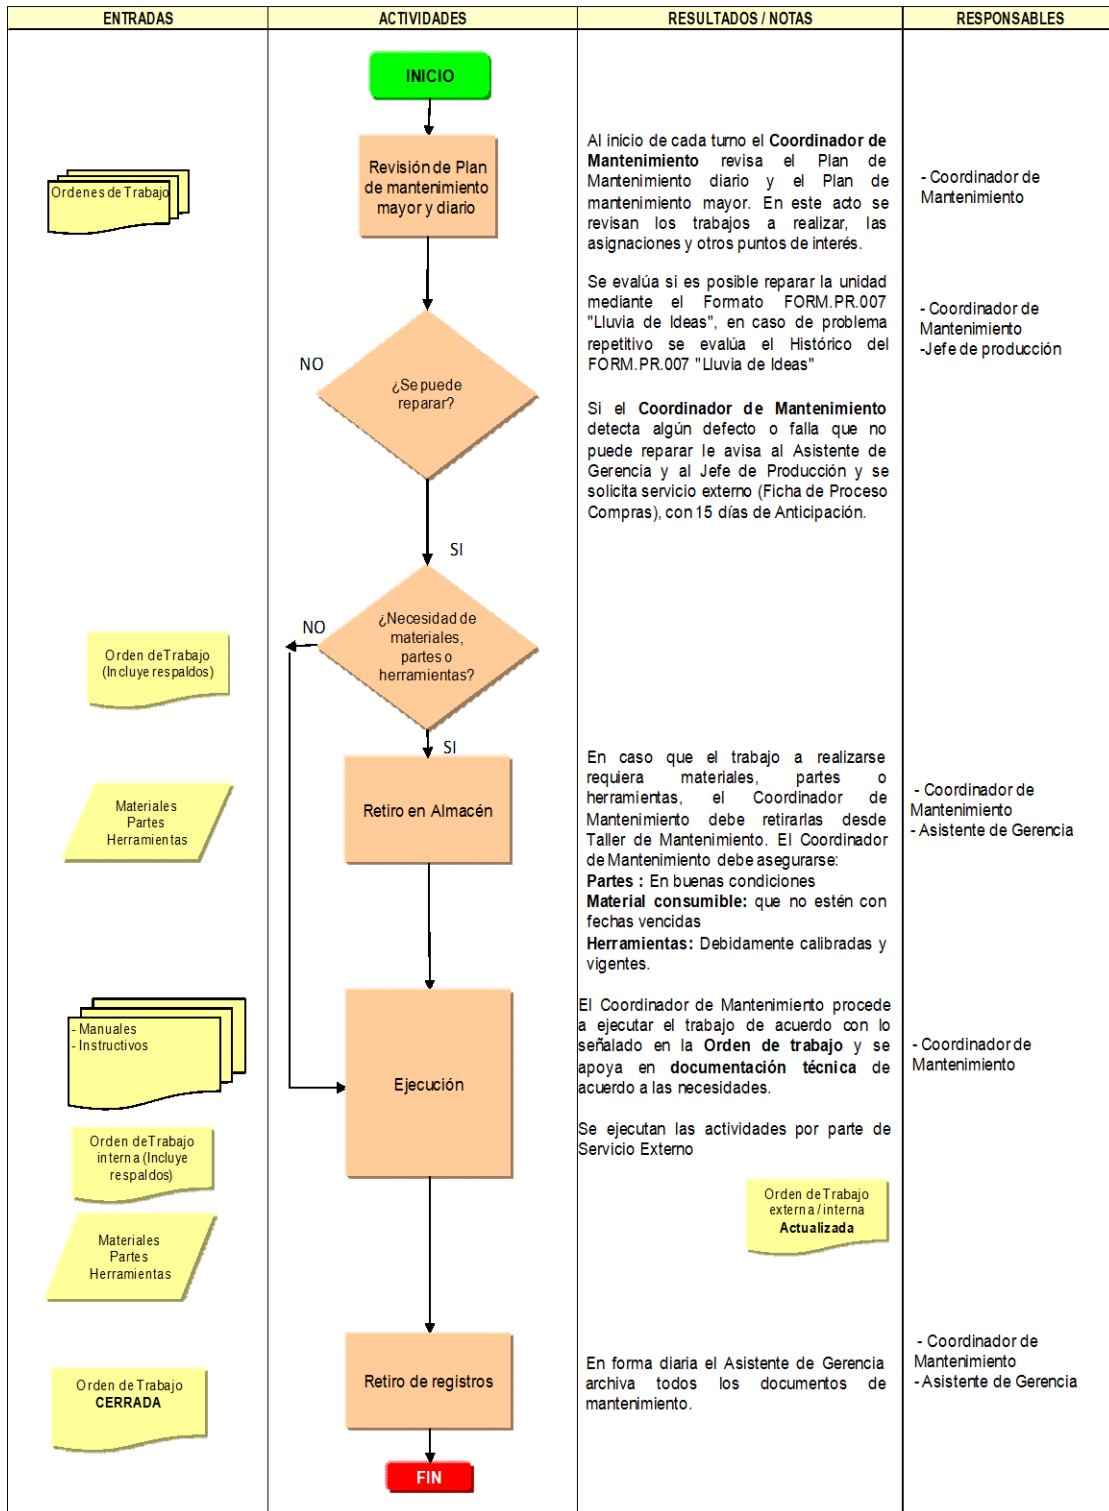 ENTRADAS
ACTIVIDADES
RESULTADOS / NOTAS
RESPONSABLES
INICIO
Ordenes de Trabajo
Revisión de Plan
de mantenimiento
mayor y diario
Al inicio de cada turno el Coordinador de
Mantenimiento revisa el Plan de
Mantenimiento diario y el Plan de
mantenimiento mayor. En este acto se
revisan los trabajos a realizar, las
asignaciones y otros puntos de interés.
- Coordinador de
Mantenimiento
NO
¿Se puede
reparar?
SI
Se evalúa si es posible reparar la unidad
mediante el Formato FORM.PR.007
"Lluvia de Ideas", en caso de problema
repetitivo se evalúa el Histórico del
FORM.PR.007 "Lluvia de Ideas"
Si el Coordinador de Mantenimiento
detecta algún defecto o falla que no
puede reparar le avisa al Asistente de
Gerencia y al Jefe de Producción y se
solicita servicio externo (Ficha de Proceso
Compras), con 15 días de Anticipación.
- Coordinador de
Mantenimiento
-Jefe de producción
Orden de Trabajo
(Incluye respaldos)
NO
¿Necesidad de
materiales,
partes o
herramientas?
SI
Materiales
Partes
Herramientas
Retiro en Almacén
En caso que el trabajo a realizarse
requiera materiales, partes o
herramientas, el Coordinador de
Mantenimiento debe retirarlas desde
Taller de Mantenimiento. El Coordinador
de Mantenimiento debe asegurarse:
Partes : En buenas condiciones
Material consumible: que no estén con
fechas vencidas
Herramientas: Debidamente calibradas y
vigentes.
- Coordinador de
Mantenimiento
- Asistente de Gerencia
- Manuales
- Instructivos
Orden de Trabajo
interna (Incluye
respaldos)
Materiales
Partes
Herramientas
Ejecución
El Coordinador de Mantenimiento procede
a ejecutar el trabajo de acuerdo con lo
señalado en la Orden de trabajo y se
apoya en documentación técnica de
acuerdo a las necesidades.
Se ejecutan las actividades por parte de
Servicio Externo
Orden de Trabajo
externa / interna
Actualizada
- Coordinador de
Mantenimiento
Orden de Trabajo
CERRADA
Retiro de registros
En forma diaria el Asistente de Gerencia
archiva todos los documentos de
mantenimiento.
- Coordinador de
Mantenimiento
- Asistente de Gerencia
FIN